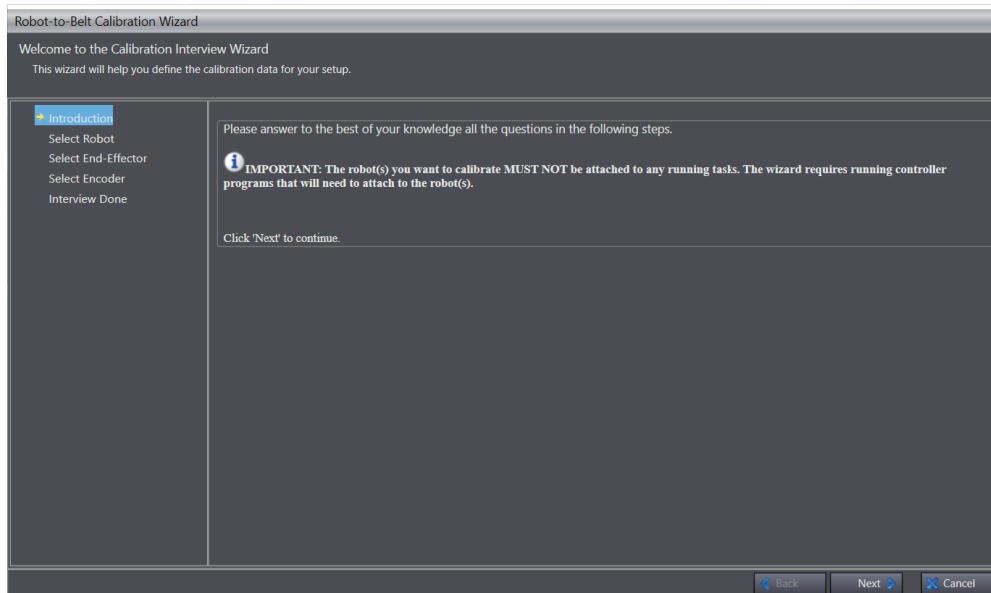 Robot-to-Belt Calibration Wizard
Welcome to the Calibration Interview Wizard
This wizard will help you define the calibration data for your setup.
Introduction
Select Robot
Select End-Effector
Select Encoder
Interview Done
Please answer to the best of your knowledge all the questions in the following steps.
IMPORTANT: The robot(s) you want to calibrate MUST NOT be attached to any running tasks. The wizard requires running controller
programs that will need to attach to the robot(s).
Click 'Next' to continue.
Back
Next
Cancel